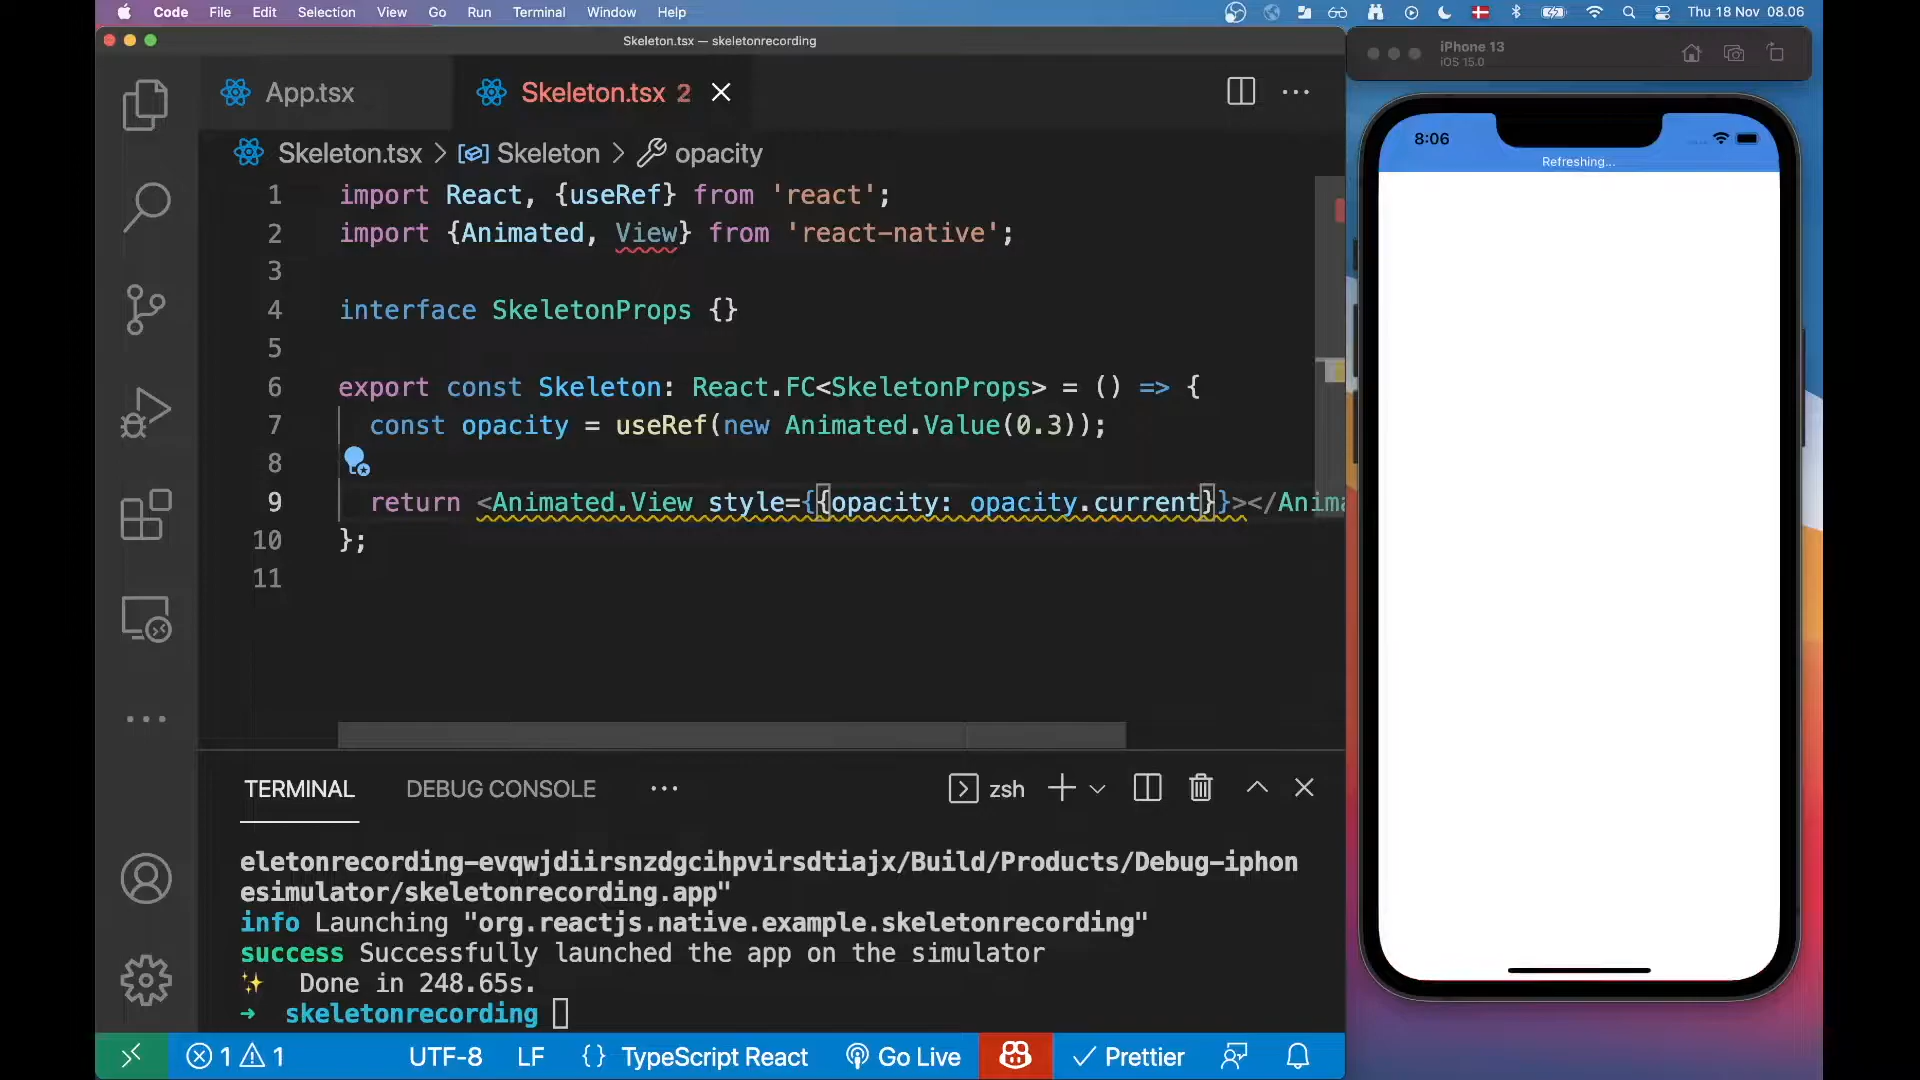 Code File Edit Selection View Go Run Terminal Window Help Thu 18 Nov 08.06
Skeleton.tsx — skeletonrecording
App.tsx Skeleton.tsx 2
Skeleton.tsx > Skeleton > opacity
1 import React, {useRef} from 'react';
2 import {Animated, View} from 'react-native';
3
4 interface SkeletonProps {}
5
6 export const Skeleton: React.FC<SkeletonProps> = () => {
7 const opacity = useRef(new Animated.Value(0.3));
8
9 return <Animated.View style={{opacity: opacity.current}}></Anima
10 };
11
TERMINAL DEBUG CONSOLE ··· zsh
eletonrecording-evqwjdiirsnzdgcihpvirsdtiajx/Build/Products/Debug-iphon
esimulator/skeletonrecording.app"
info Launching "org.reactjs.native.example.skeletonrecording"
success Successfully launched the app on the simulator
✨ Done in 248.65s.
→ skeletonrecording
1 1 UTF-8 LF {} TypeScript React Go Live Prettier
iPhone 13
iOS 15.0
8:06
Refreshing...